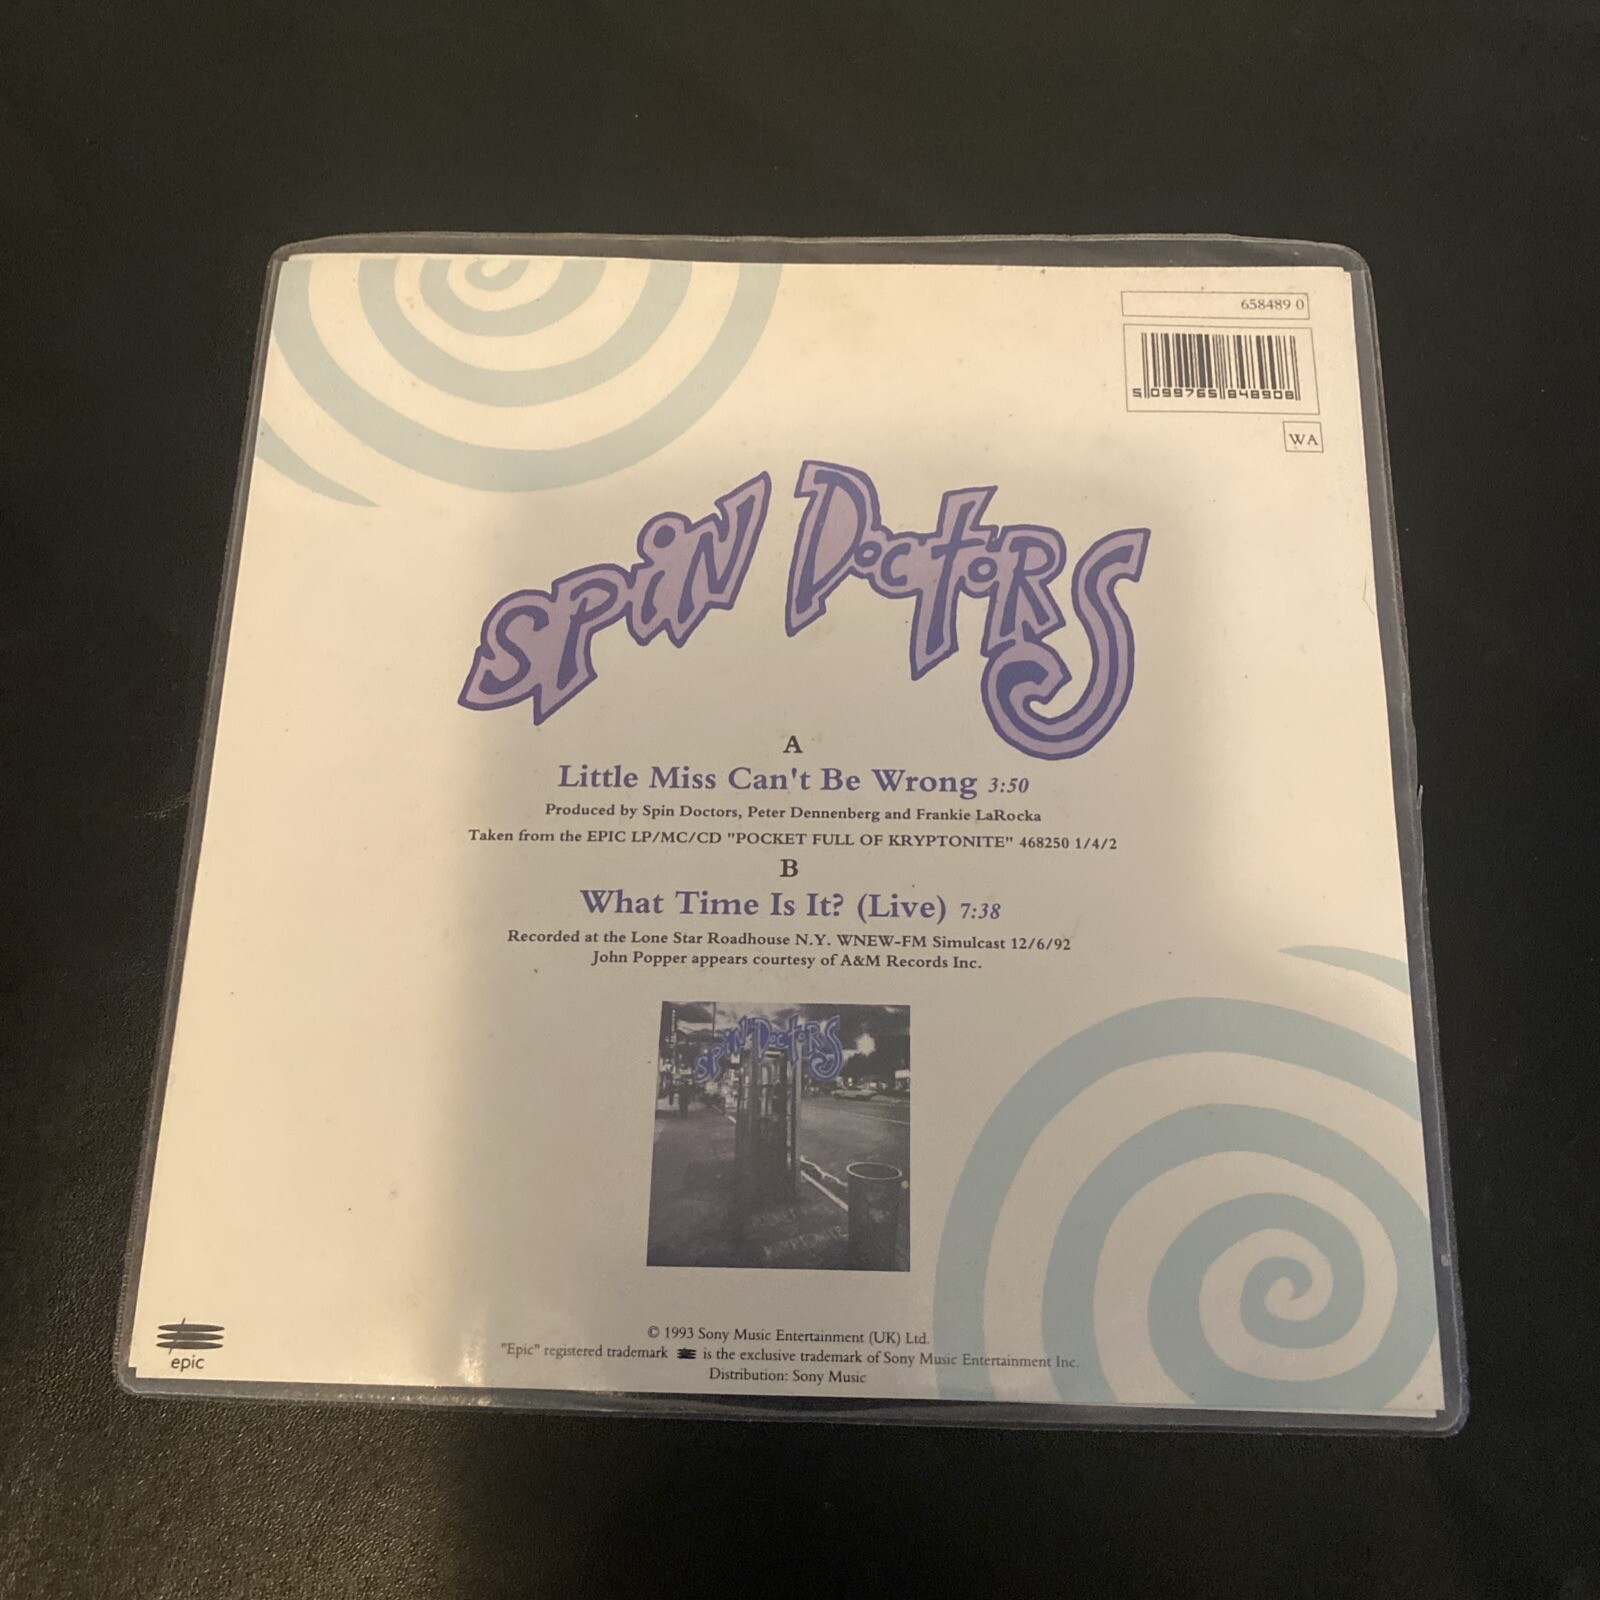 658489 0
5 099765 848908
WA
SPiN DOCTORS
A
Little Miss Can't Be Wrong 3:50
Produced by Spin Doctors, Peter Dennenberg and Frankie LaRocka
Taken from the EPIC LP/MC/CD "POCKET FULL OF KRYPTONITE" 468250 1/4/2
B
What Time Is It? (Live) 7:38
Recorded at the Lone Star Roadhouse N.Y. WNEW-FM Simulcast 12/6/92
John Popper appears courtesy of A&M Records Inc.
SPiN DOCTORS
POCKET
KRYPTONITE
epic
© 1993 Sony Music Entertainment (UK) Ltd.
"Epic" registered trademark is the exclusive trademark of Sony Music Entertainment Inc.
Distribution: Sony Music